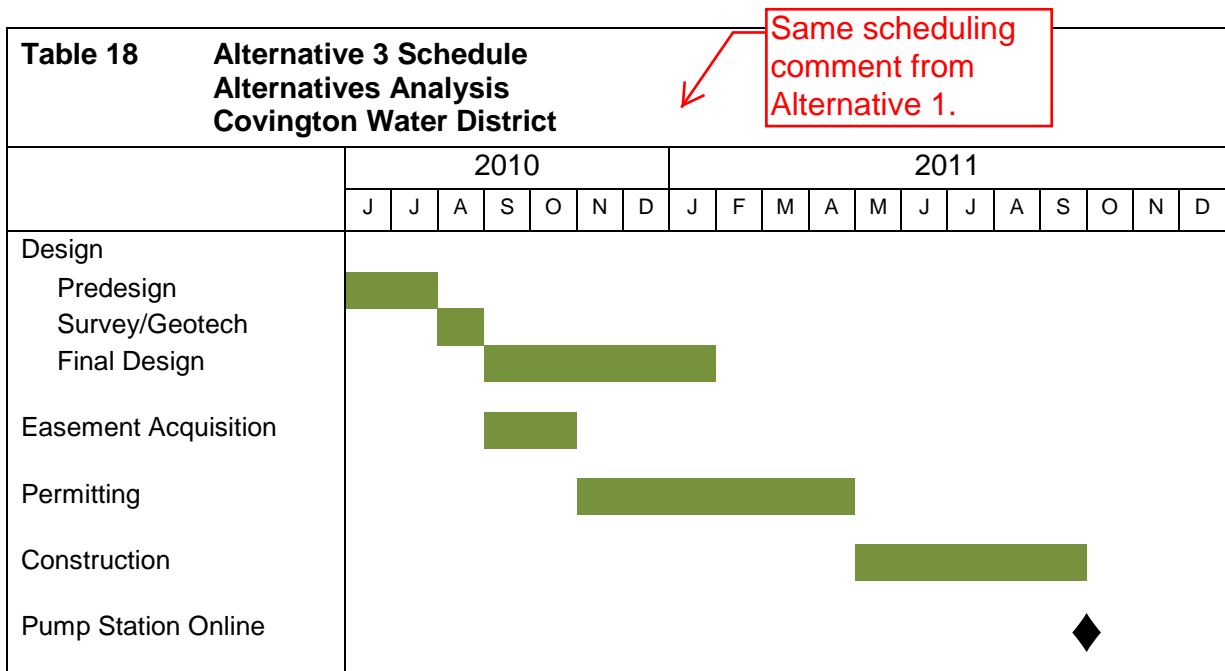 Table 18 Alternative 3 Schedule
Alternatives Analysis
Covington Water District
Same scheduling
comment from
Alternative 1.
2010 2011
J J A S O N D J F M A M J J A S O N D
Design
Predesign
Survey/Geotech
Final Design
Easement Acquisition
Permitting
Construction
Pump Station Online